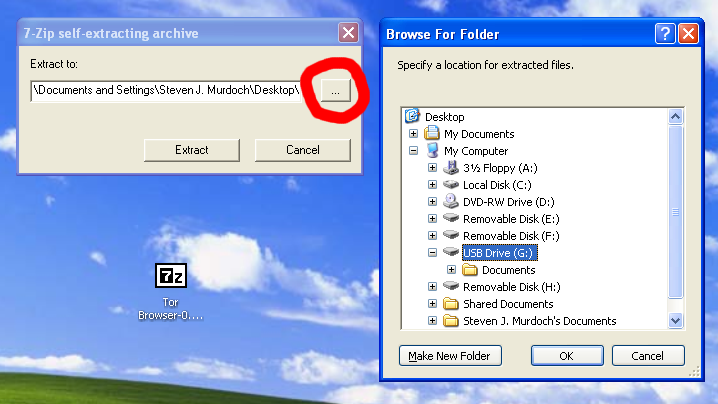 7-Zip self-extracting archive
Extract to:
\Documents and Settings\Steven J. Murdoch\Desktop\
...
Extract
Cancel
7z
Tor
Browser-0....
Browse For Folder
Specify a location for extracted files.
Desktop
My Documents
My Computer
3½ Floppy (A:)
Local Disk (C:)
DVD-RW Drive (D:)
Removable Disk (E:)
Removable Disk (F:)
USB Drive (G:)
Documents
Removable Disk (H:)
Shared Documents
Steven J. Murdoch's Documents
Make New Folder
OK
Cancel